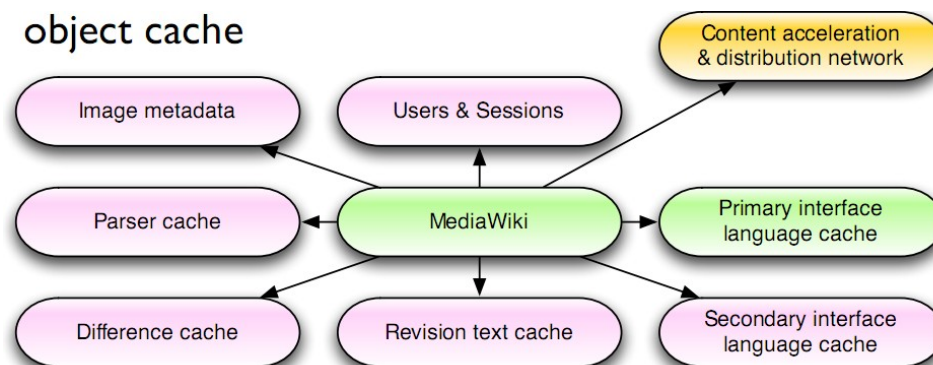 object cache
Content acceleration
& distribution network
Image metadata
Users & Sessions
Parser cache
MediaWiki
Primary interface
language cache
Difference cache
Revision text cache
Secondary interface
language cache